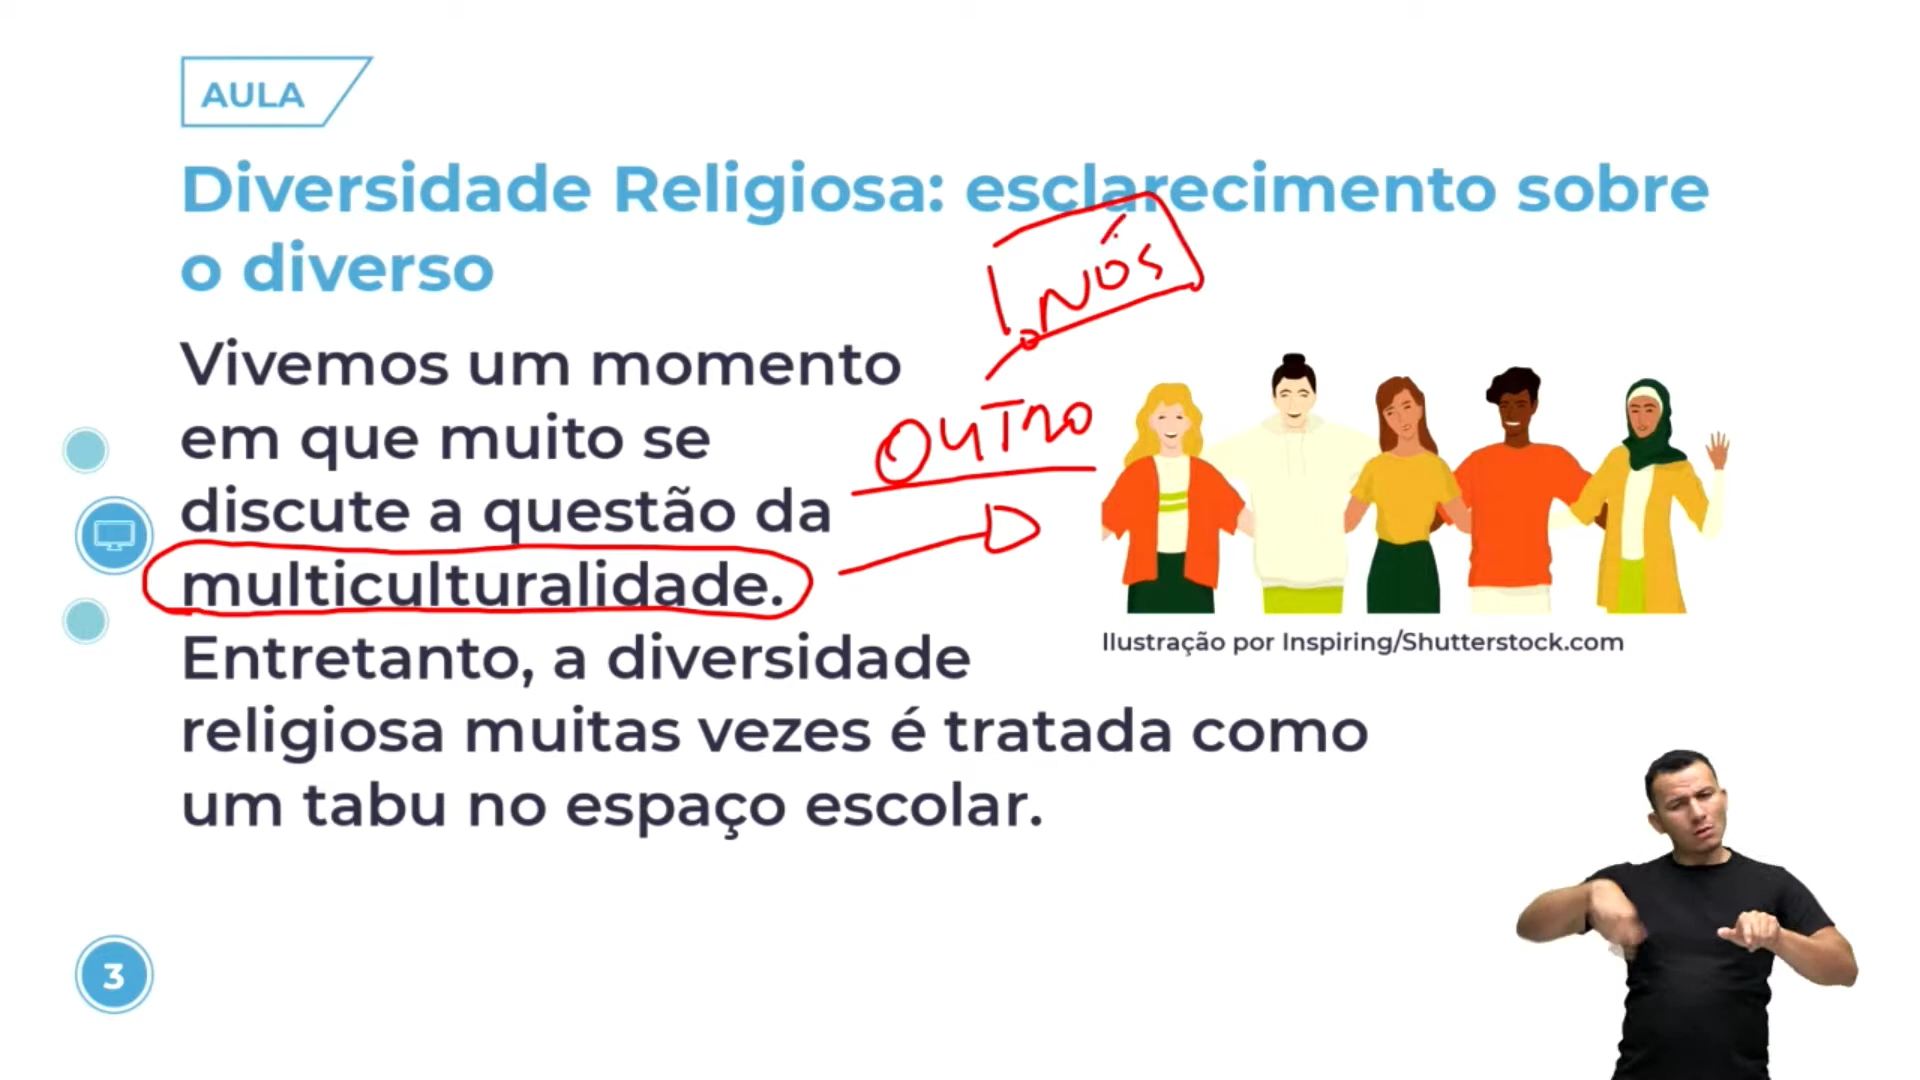 AULA
Diversidade Religiosa: esclarecimento sobre
o diverso
NÓS
Vivemos um momento
em que muito se
OUTRO
discute a questão da
multiculturalidade.
Entretanto, a diversidade
religiosa muitas vezes é tratada como
um tabu no espaço escolar.
Ilustração por Inspiring/Shutterstock.com
3